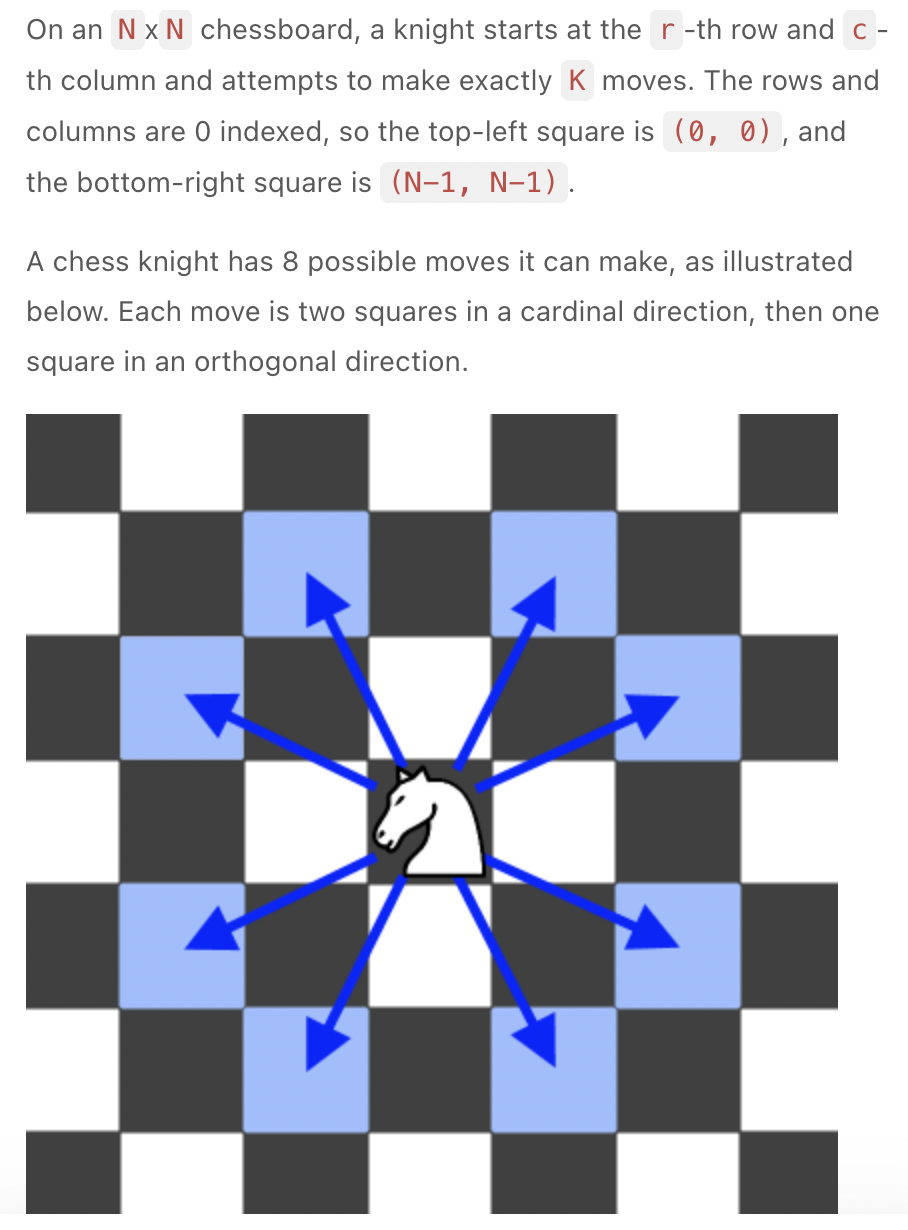 On an N x N chessboard, a knight starts at the r -th row and c -
th column and attempts to make exactly K moves. The rows and
columns are 0 indexed, so the top-left square is (0, 0) , and
the bottom-right square is (N-1, N-1) .
A chess knight has 8 possible moves it can make, as illustrated
below. Each move is two squares in a cardinal direction, then one
square in an orthogonal direction.